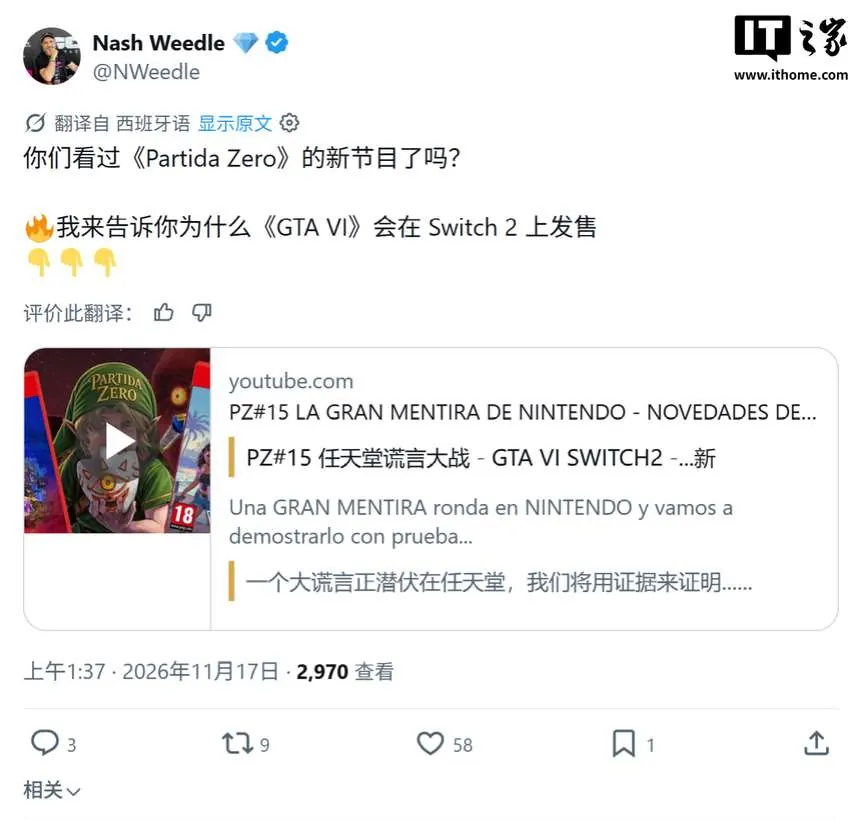 Nash Weedle
@NWeedle
IT之家
www.ithome.com
翻译自 西班牙语 显示原文
你们看过《Partida Zero》的新节目了吗？
🔥我来告诉你为什么《GTA VI》会在 Switch 2 上发售
👇👇👇
评价此翻译：
PARTIDA
ZERO
18
youtube.com
PZ#15 LA GRAN MENTIRA DE NINTENDO - NOVEDADES DE...
PZ#15 任天堂谎言大战 - GTA VI SWITCH2 -...新
Una GRAN MENTIRA ronda en NINTENDO y vamos a
demostrarlo con prueba...
一个大谎言正潜伏在任天堂，我们将用证据来证明......
上午1:37 · 2026年11月17日 · 2,970 查看
3 9 58 1
相关